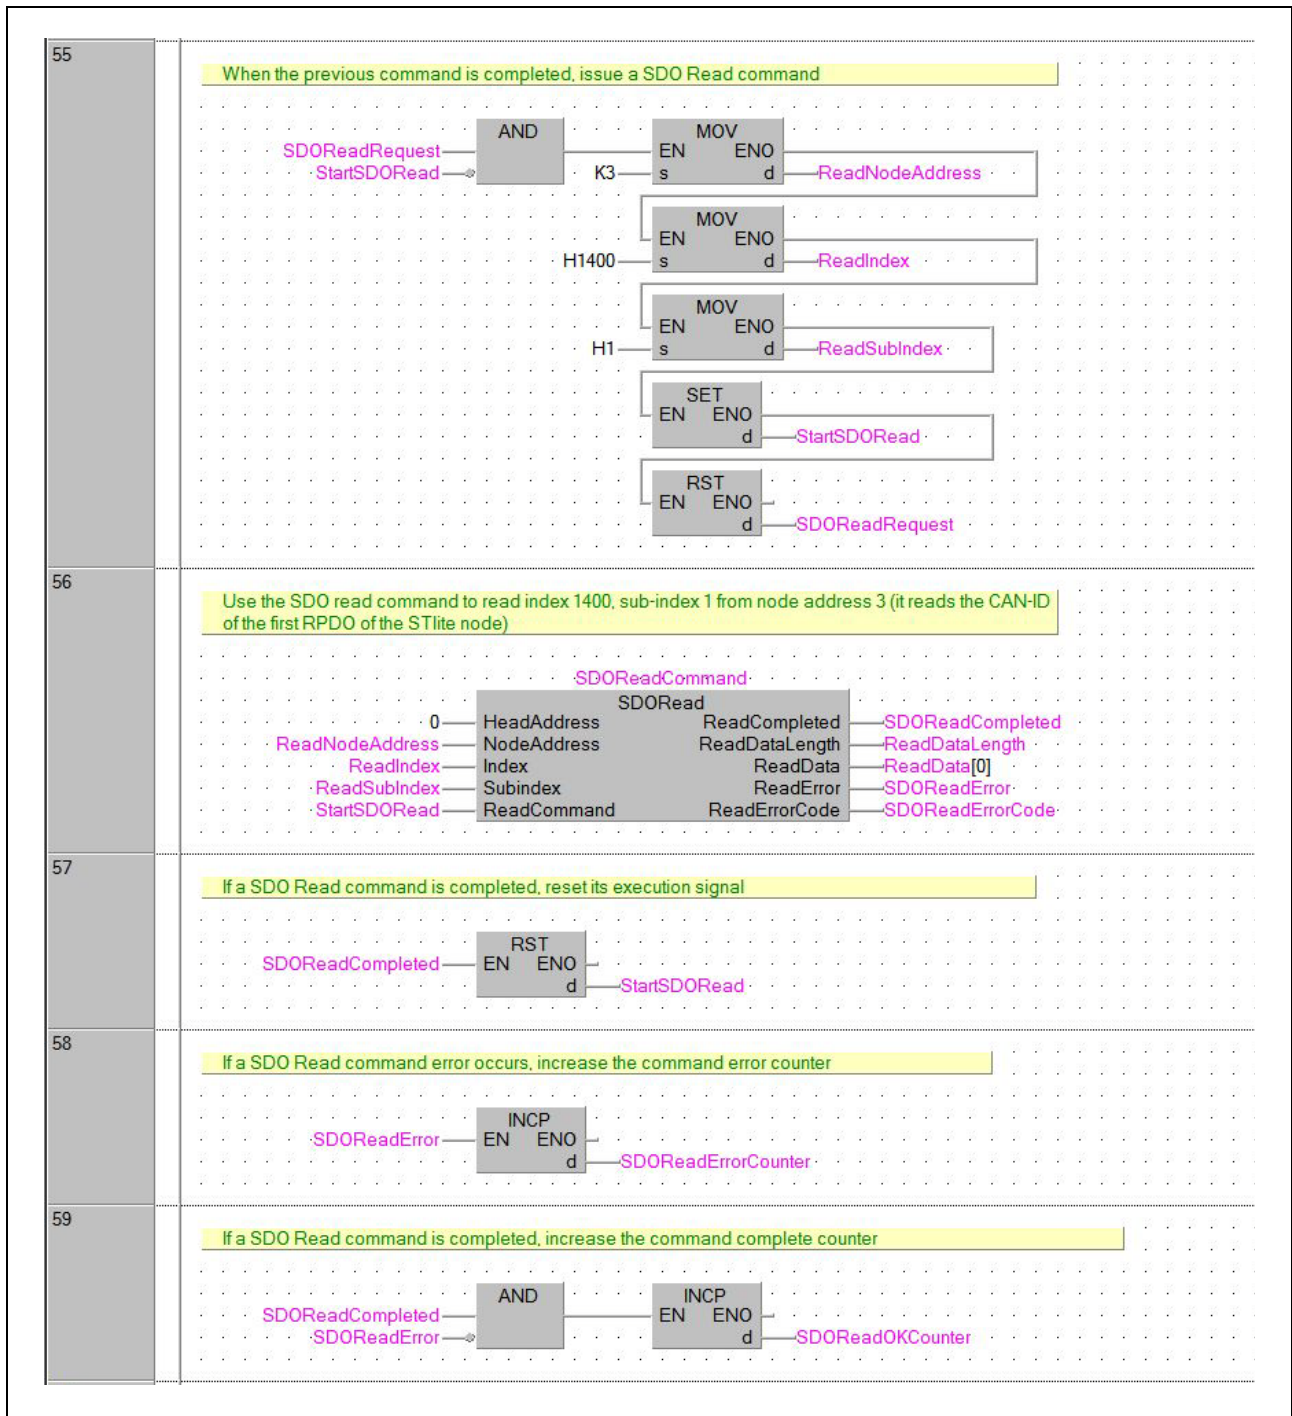 55
When the previous command is completed, issue a SDO Read command
AND MOV
SDOReadRequest EN ENO
StartSDORead K3 s d ReadNodeAddress
MOV
EN ENO
H1400 s d ReadIndex
MOV
EN ENO
H1 s d ReadSubIndex
SET
EN ENO
d StartSDORead
RST
EN ENO
d SDOReadRequest
56
Use the SDO read command to read index 1400, sub-index 1 from node address 3 (it reads the CAN-ID
of the first RPDO of the STlite node)
SDOReadCommand
SDORead
0 HeadAddress ReadCompleted SDOReadCompleted
ReadNodeAddress NodeAddress ReadDataLength ReadDataLength
ReadIndex Index ReadData ReadData[0]
ReadSubIndex Subindex ReadError SDOReadError
StartSDORead ReadCommand ReadErrorCode SDOReadErrorCode
57
If a SDO Read command is completed, reset its execution signal
RST
SDOReadCompleted EN ENO
d StartSDORead
58
If a SDO Read command error occurs, increase the command error counter
INCP
SDOReadError EN ENO
d SDOReadErrorCounter
59
If a SDO Read command is completed, increase the command complete counter
AND INCP
SDOReadCompleted EN ENO
SDOReadError d SDOReadOKCounter